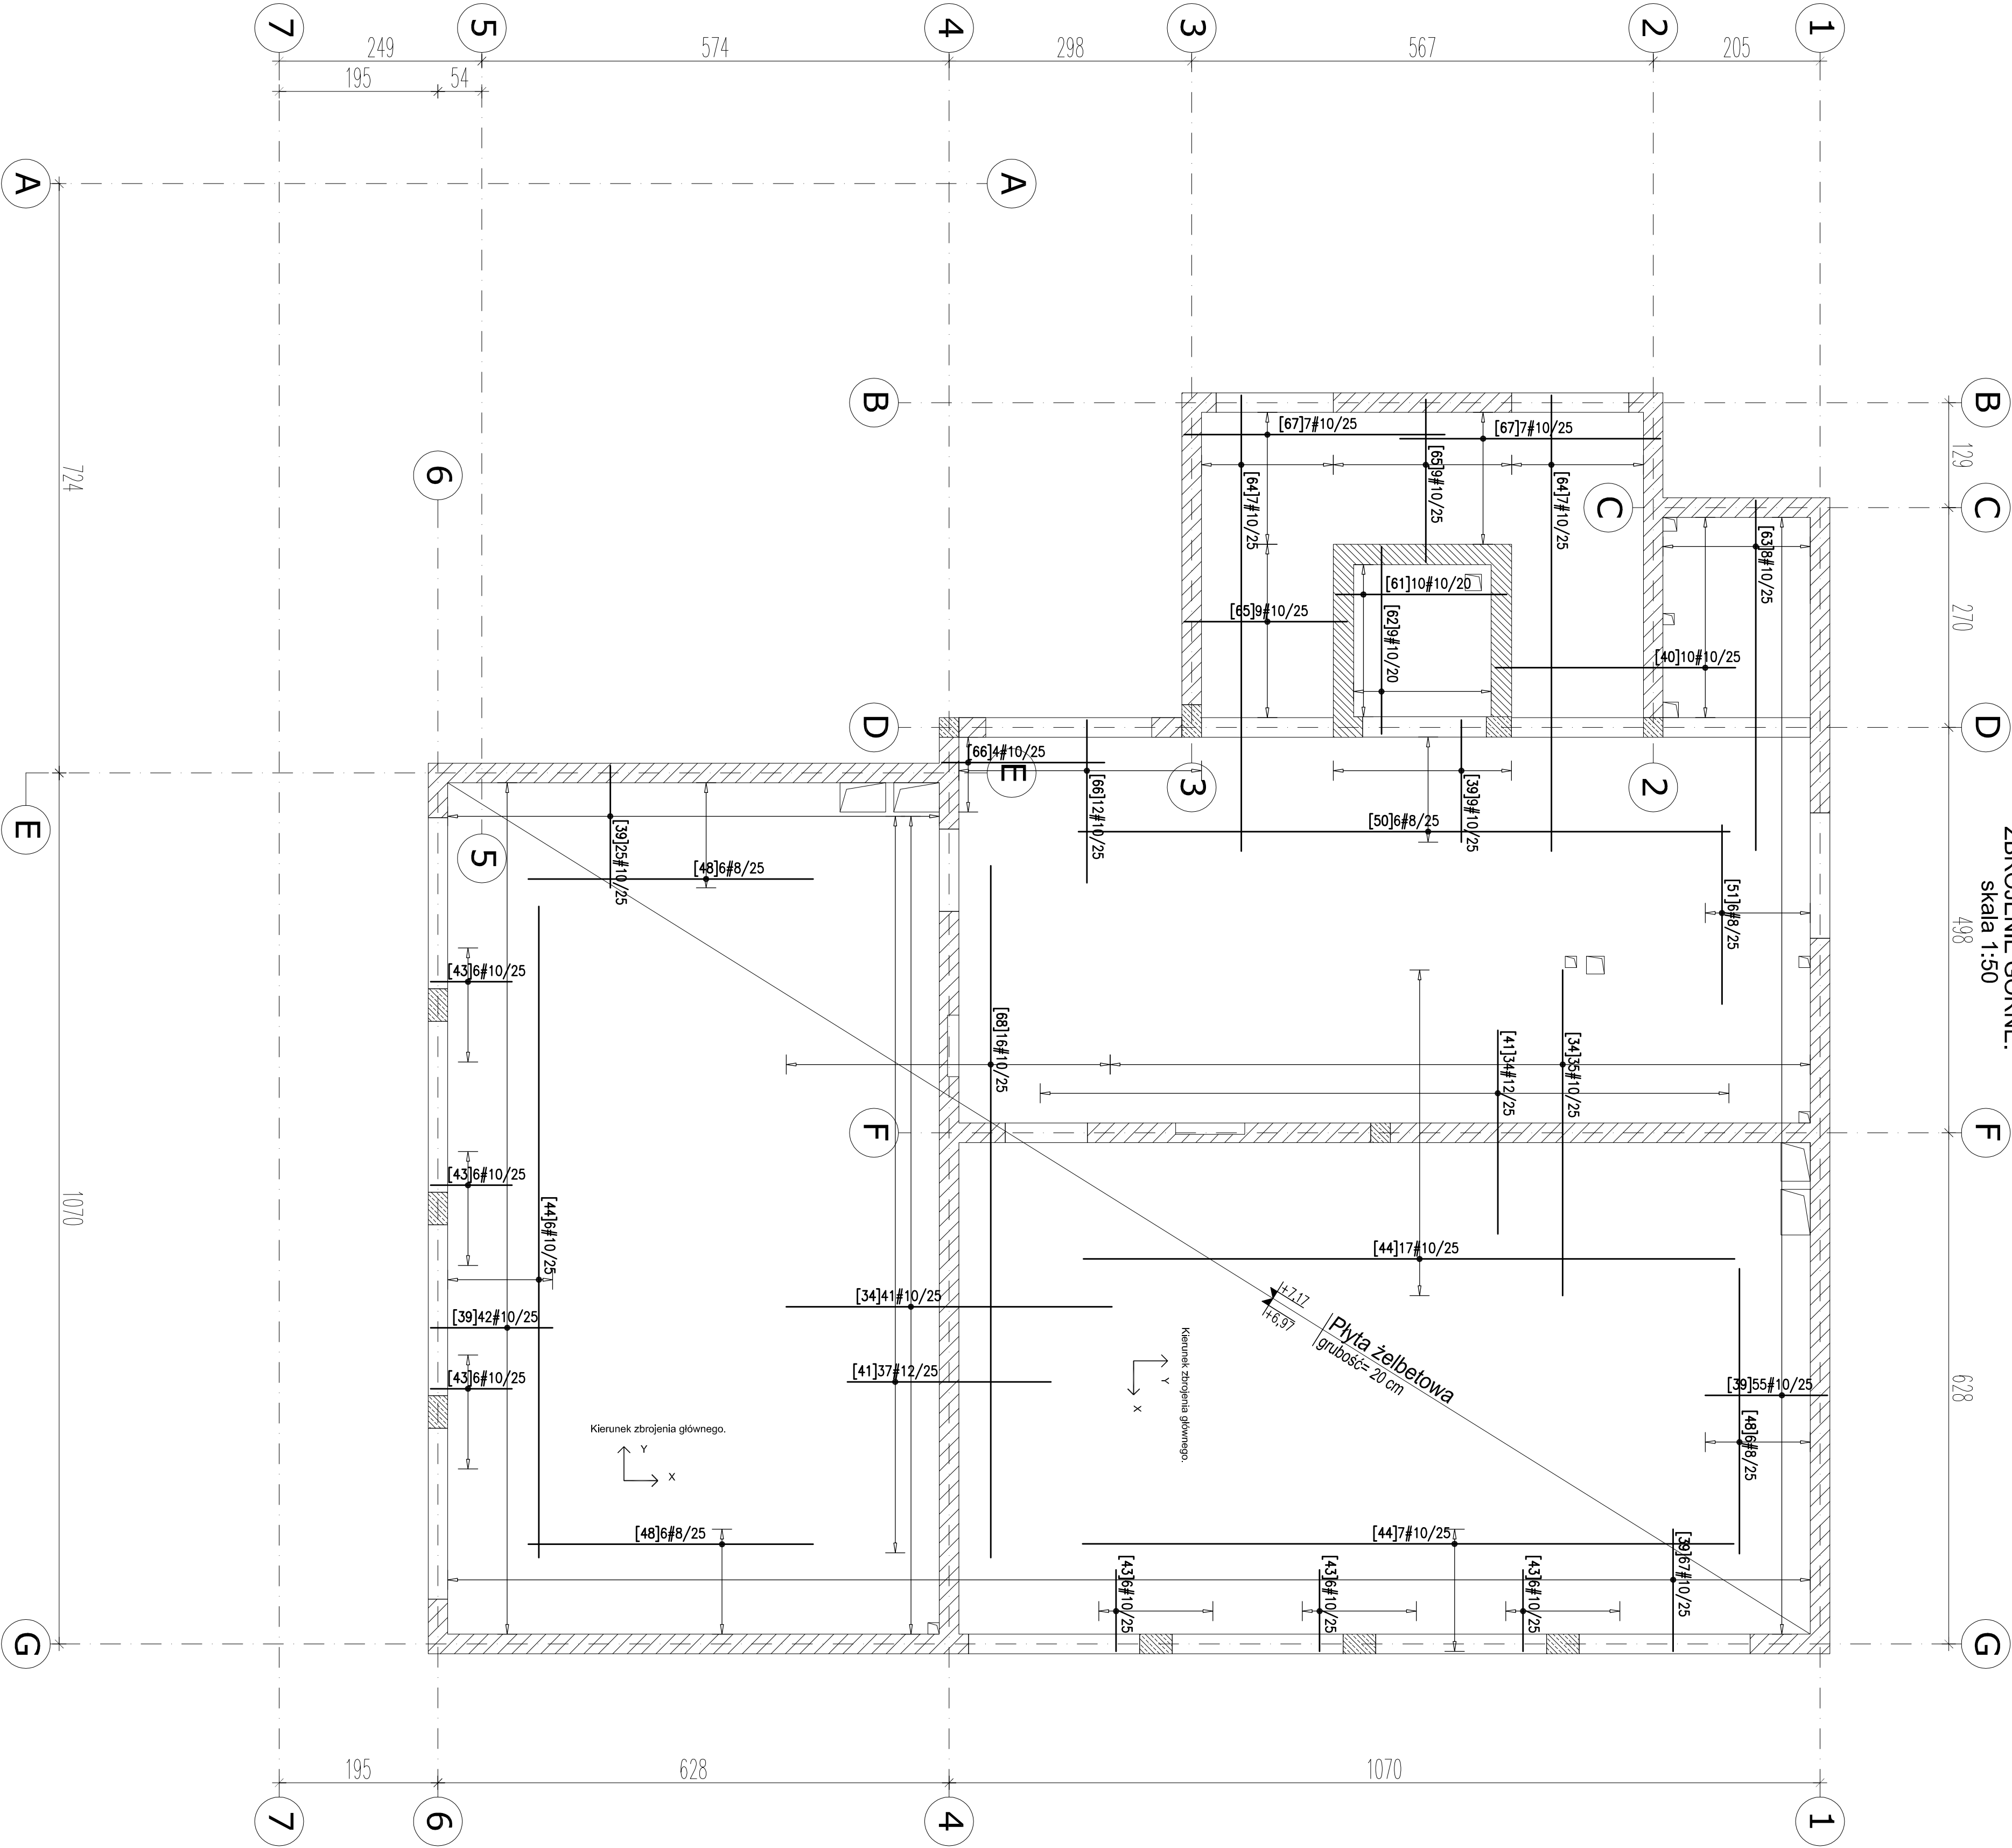 7
5
4
3
2
1
249
574
298
567
205
195
54
A
A
B
B
129
C
C
6
[67]7#10/25
[67]7#10/25
[65]9#10/25
[64]7#10/25
[64]7#10/25
724
[63]8#10/25
[61]10#10/20
[65]9#10/25
[62]9#10/20
270
[40]10#10/25
D
D
[66]4#10/25
E
E
3
2
[66]12#10/25
[39]9#10/25
[50]6#8/25
[39]25#10/25
5
[48]6#8/25
[51]6#8/25
498
ZBROJENIE GÓRNE.
skala 1:50
[43]6#10/25
[68]16#10/25
[41]34#12/25
[34]35#10/25
F
F
[43]6#10/25
[44]6#10/25
1070
[44]17#10/25
[34]41#10/25
[39]42#10/25
+7,17
+6,97
Płyta żelbetowa
grubość= 20 cm
[43]6#10/25
[41]37#12/25
Kierunek zbrojenia głównego.
Y
X
[39]55#10/25
628
[48]6#8/25
Kierunek zbrojenia głównego.
Y
X
[48]6#8/25
[44]7#10/25
[43]6#10/25
[43]6#10/25
[43]6#10/25
[39]67#10/25
G
G
195
628
1070
7
6
4
1